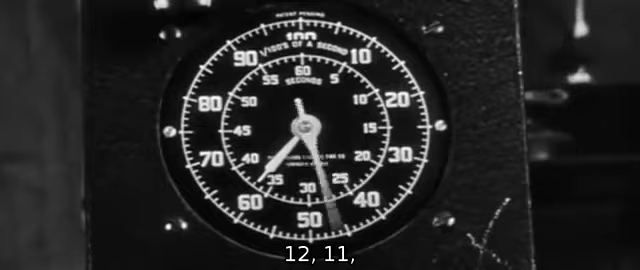 PATENT PENDING
100
1/100'S OF A SECOND
90 10
60
55 5
SECONDS
80 50 10 20
45 15
70 40 20 30
35 25
30
60 40
50
12, 11,